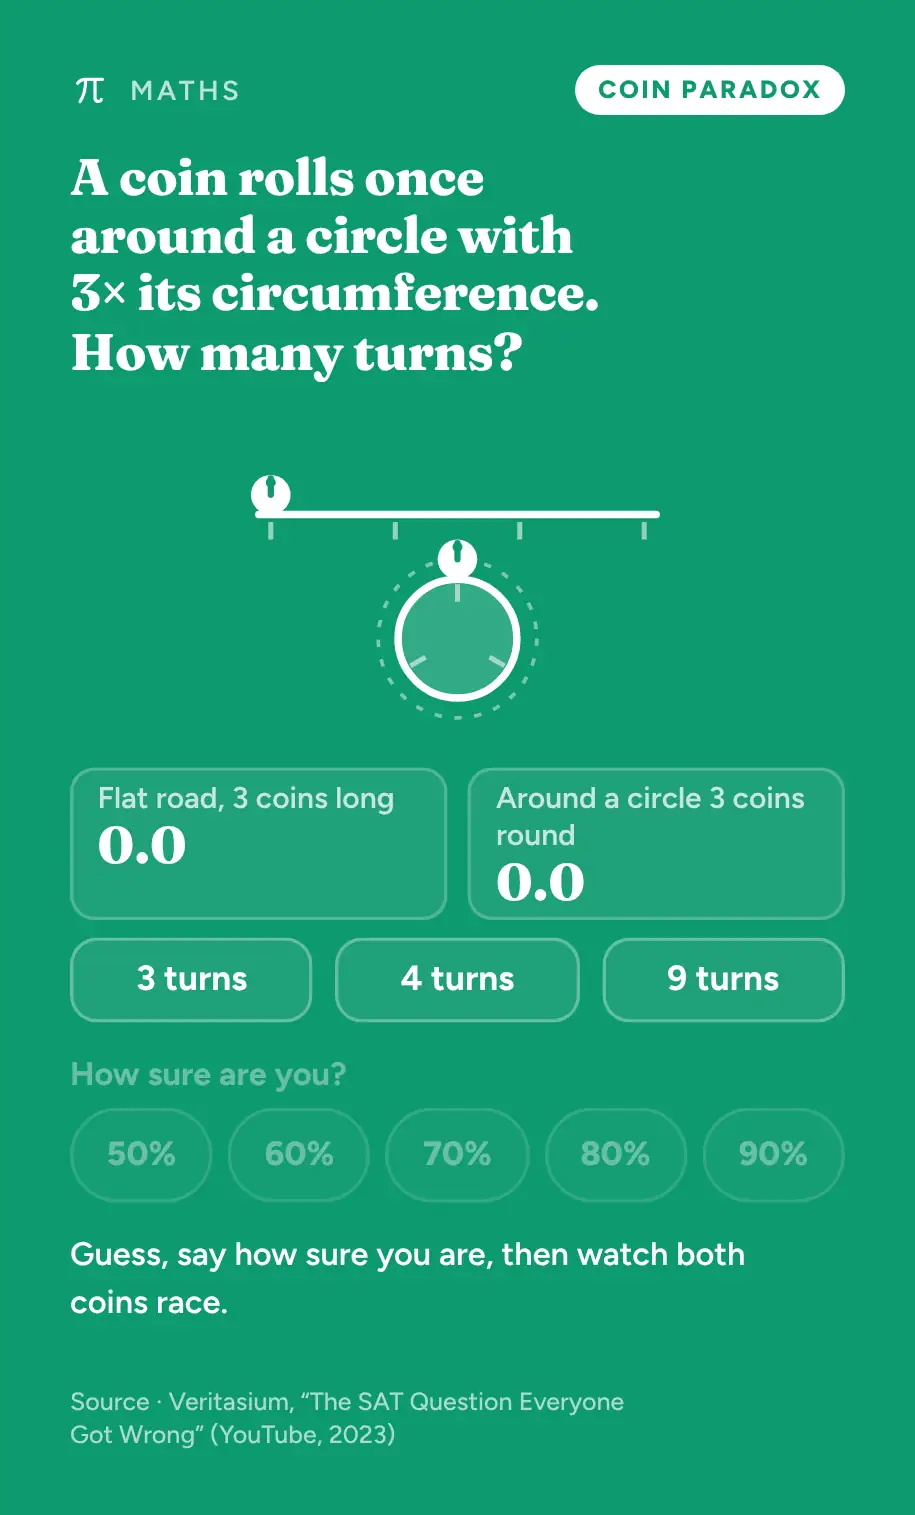 π MATHS
COIN PARADOX
A coin rolls once
around a circle with
3× its circumference.
How many turns?
Flat road, 3 coins long
0.0
Around a circle 3 coins
round
0.0
3 turns
4 turns
9 turns
How sure are you?
50%
60%
70%
80%
90%
Guess, say how sure you are, then watch both
coins race.
Source · Veritasium, “The SAT Question Everyone
Got Wrong” (YouTube, 2023)